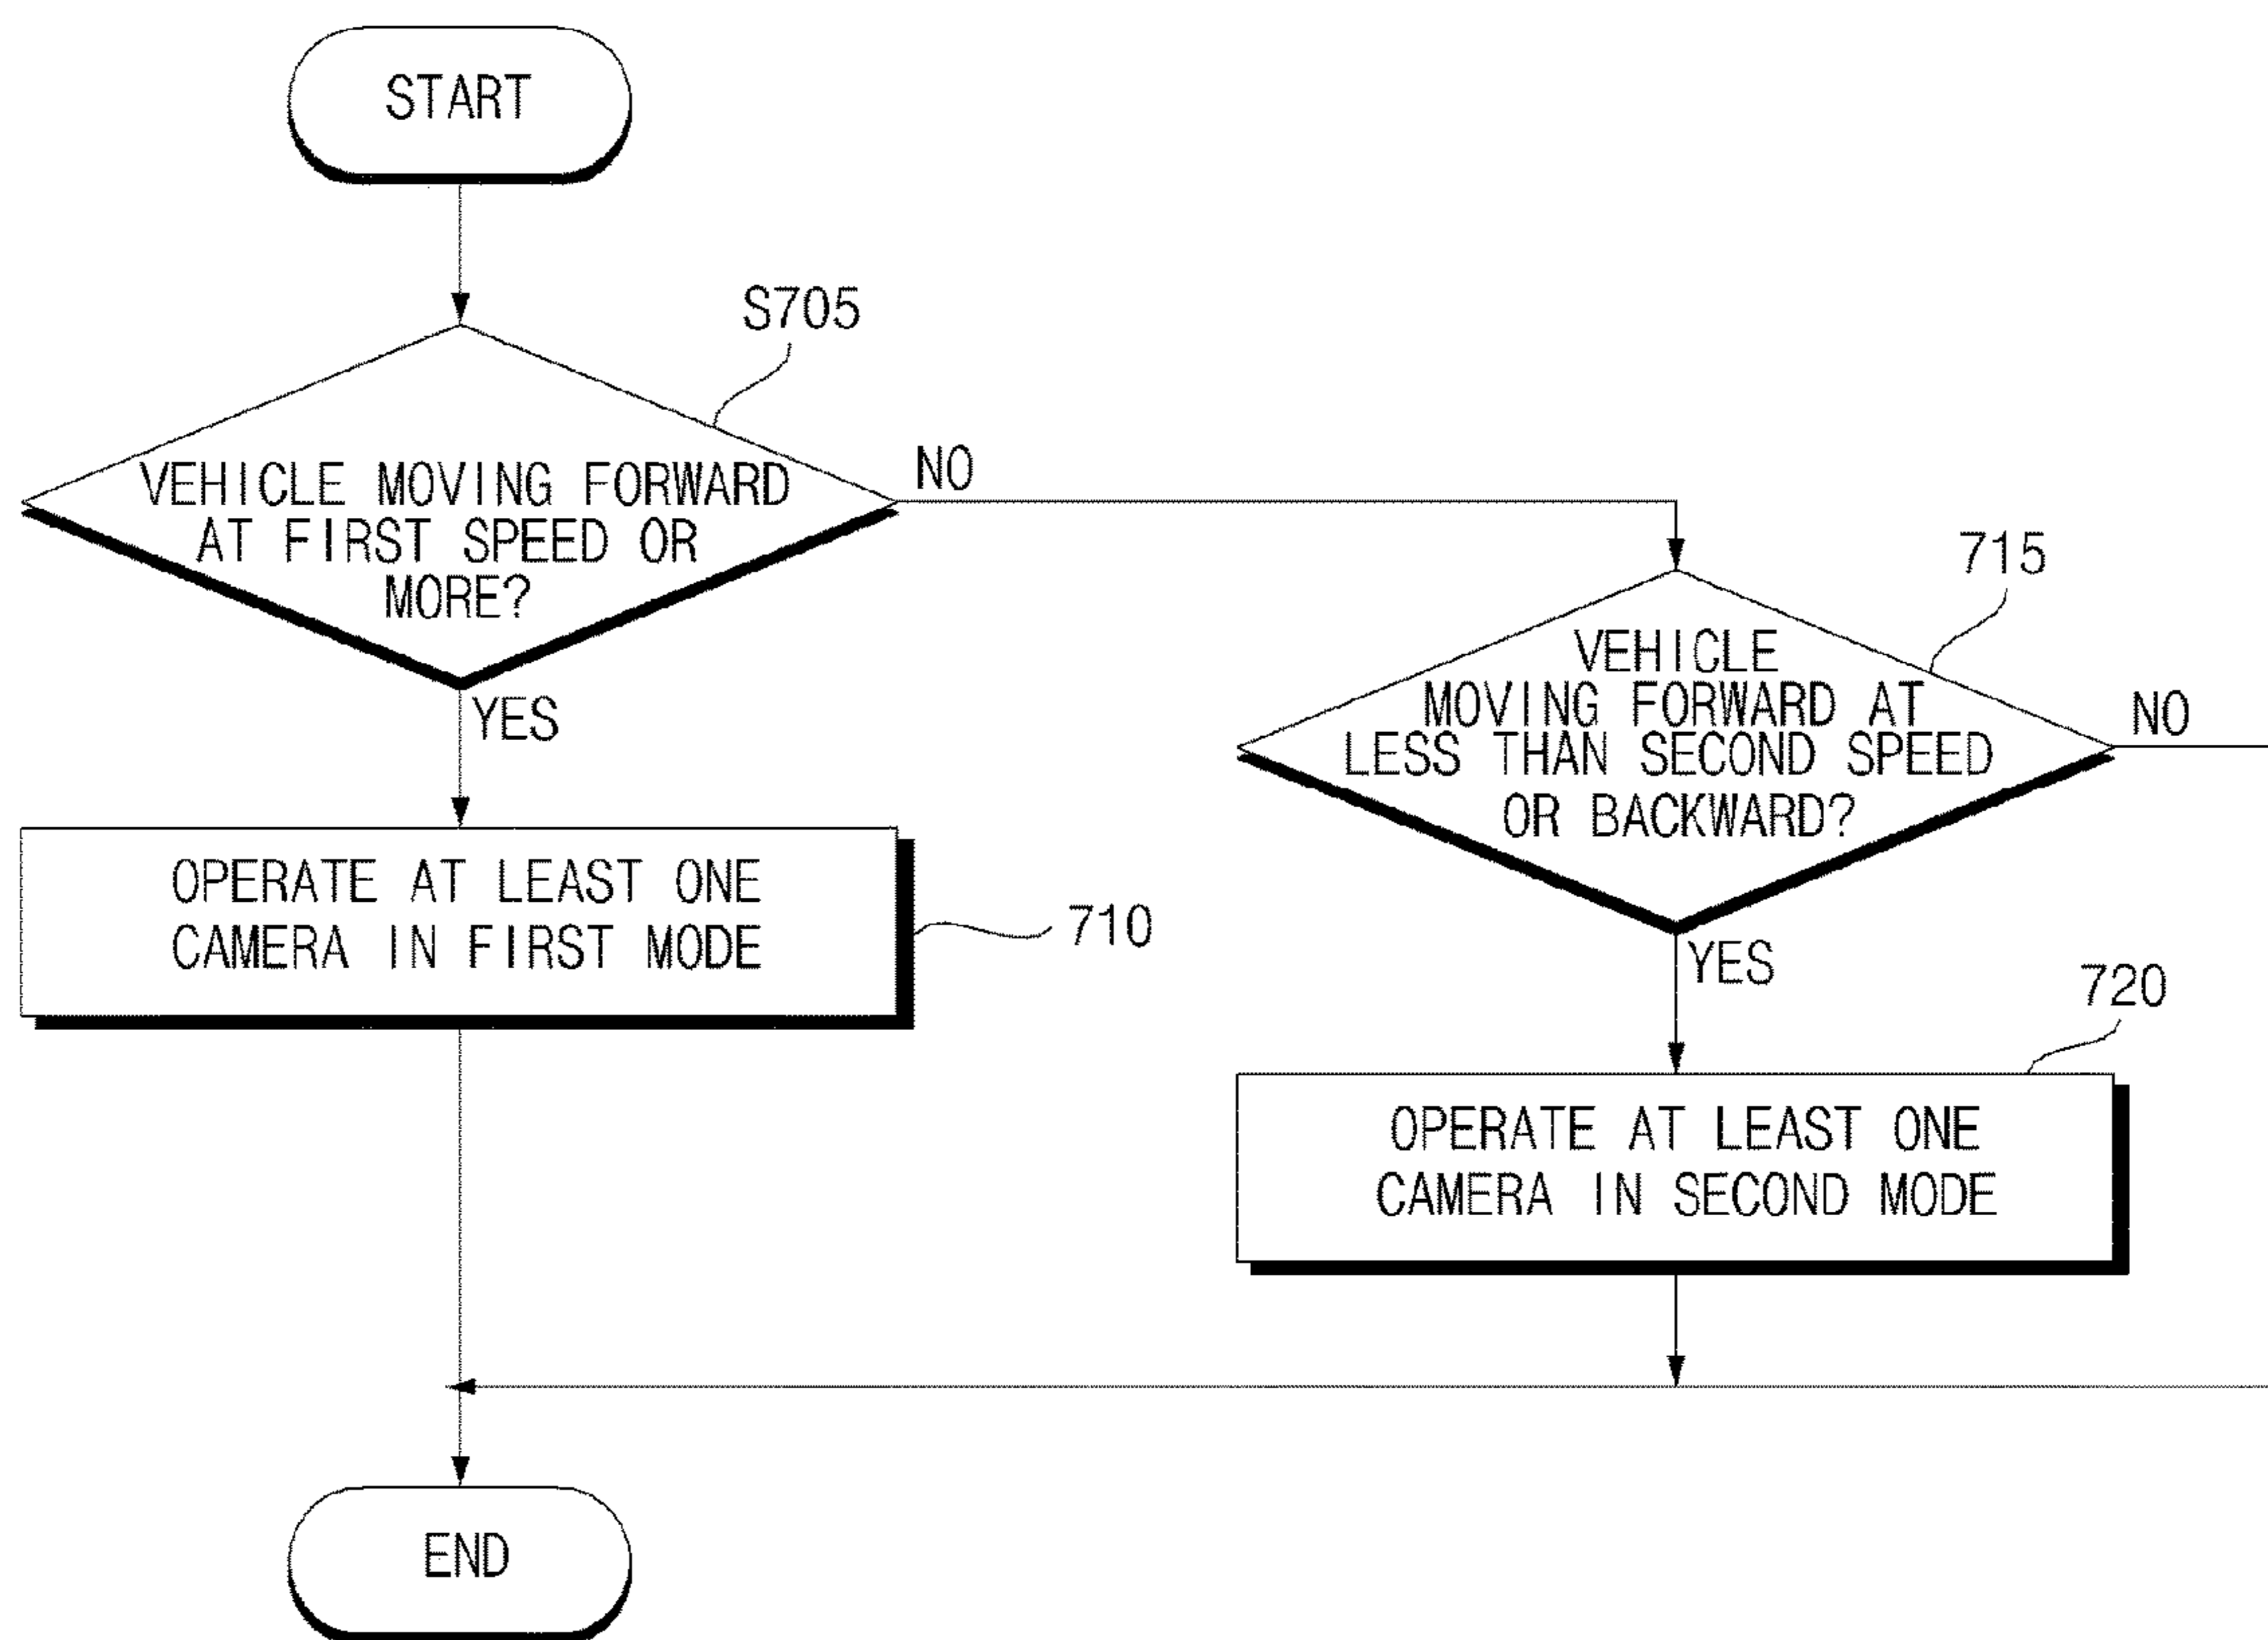 START
S705
VEHICLE MOVING FORWARD
AT FIRST SPEED OR
MORE?
NO
YES
OPERATE AT LEAST ONE
CAMERA IN FIRST MODE
710
715
VEHICLE
MOVING FORWARD AT
LESS THAN SECOND SPEED
OR BACKWARD?
NO
YES
720
OPERATE AT LEAST ONE
CAMERA IN SECOND MODE
END